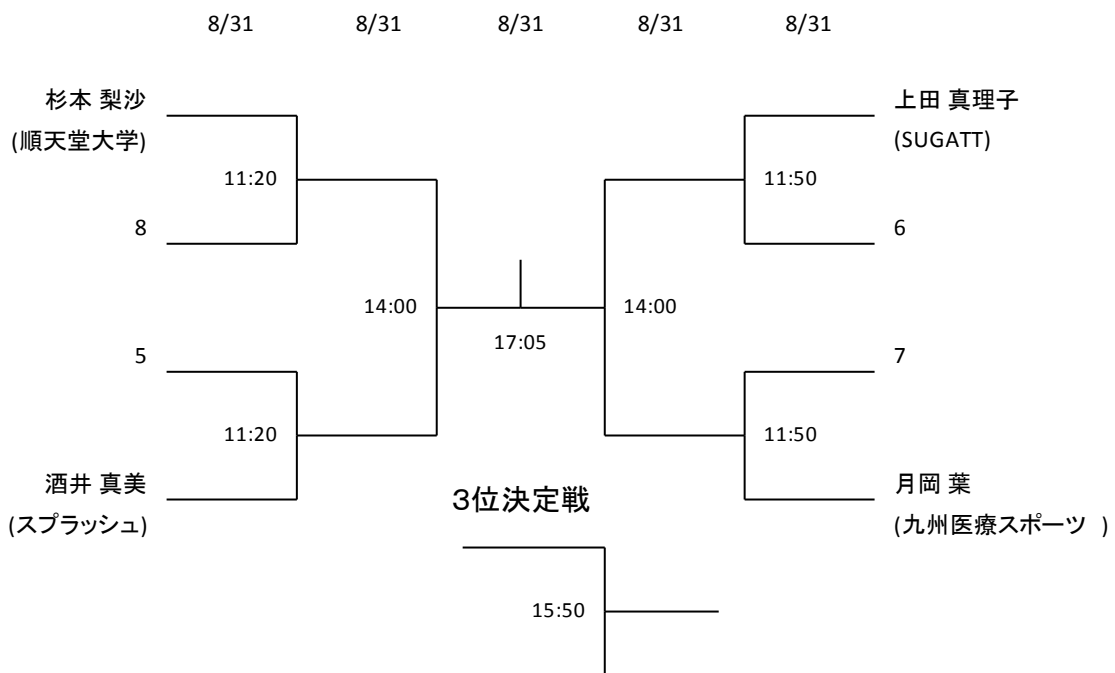 8/31 8/31 8/31 8/31 8/31
杉本 梨沙
(順天堂大学)
11:20
8
14:00
5
11:20
酒井 真美
(スプラッシュ)
17:05
上田 真理子
(SUGATT)
11:50
6
14:00
7
11:50
月岡 葉
(九州医療スポーツ )
3位決定戦
15:50